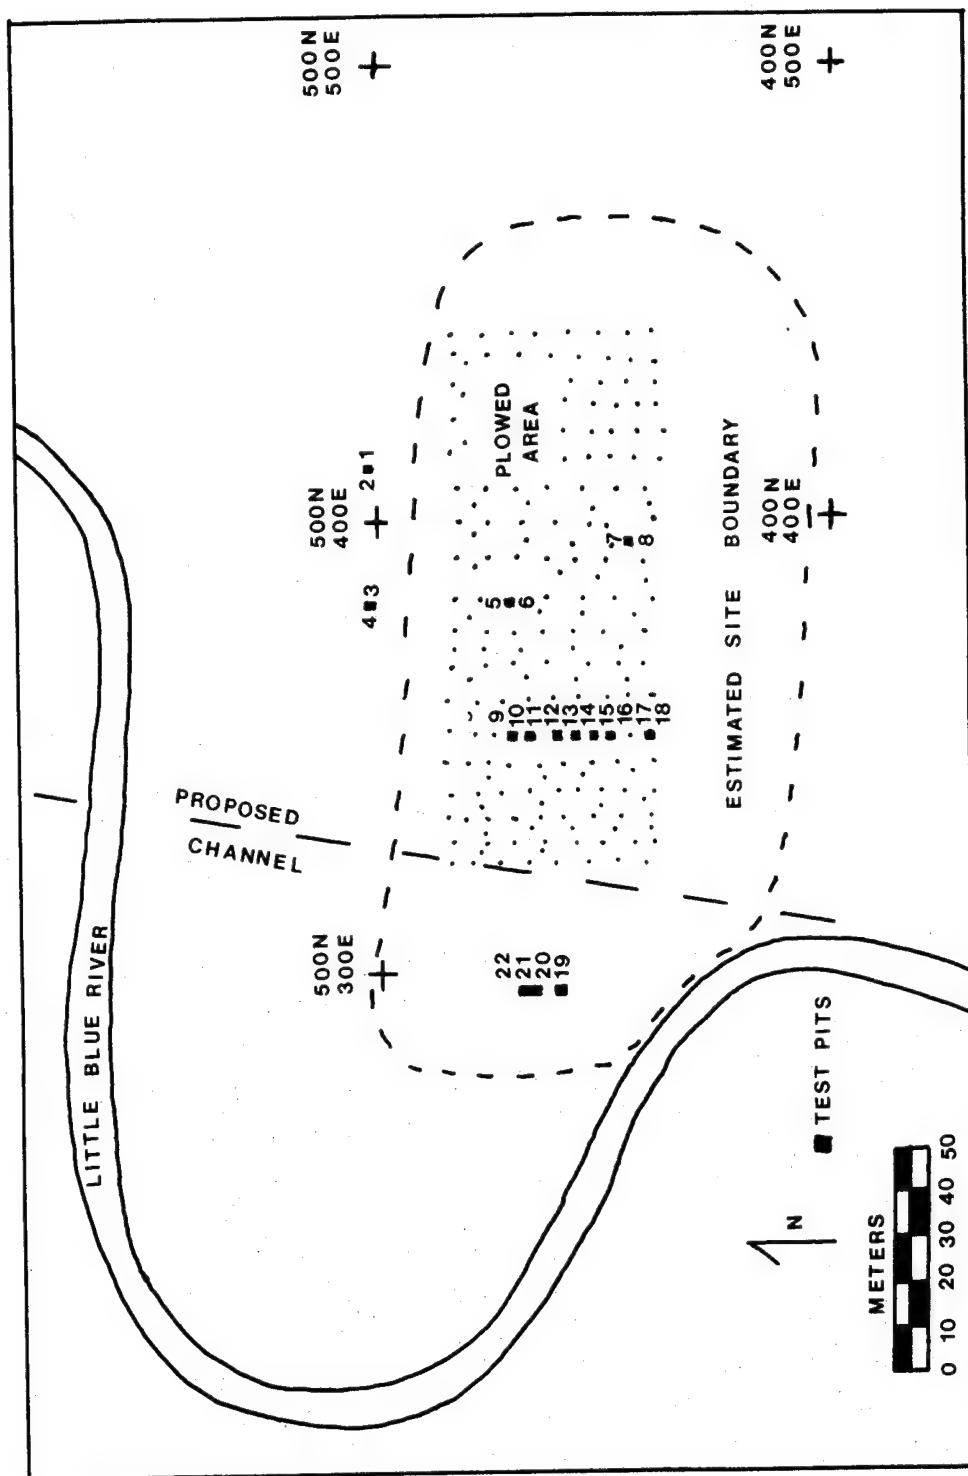 500N
500E
400N
500E
PLOWED
AREA
500N
400E
2 1
4 3
5
6
7
8
9
10
11
12
13
14
15
16
17
18
ESTIMATED SITE BOUNDARY
400N
400E
PROPOSED
CHANNEL
500N
300E
22
21
20
19
LITTLE BLUE RIVER
TEST PITS
N
METERS
0 10 20 30 40 50